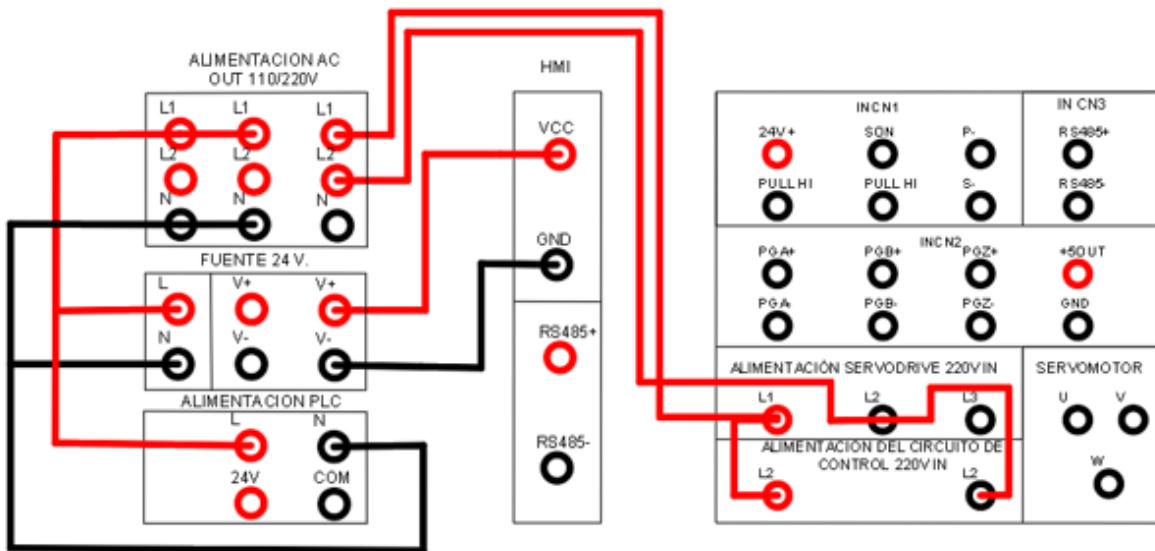 ALIMENTACION AC
OUT 110/220V
L1 L1 L1
L2 L2 L2
N N N
FUENTE 24 V.
L V+ V+
N V- V-
ALIMENTACION PLC
L N
24V COM
HMI
VCC
GND
RS485+
RS485-
INCN1
24V+ SON P-
PULL HI PULL HI S-
IN CN3
RS485+
RS485-
INCN2
PGA+ PGB+ PGZ+ +5OUT
PGA- PGB- PGZ- GND
ALIMENTACIÓN SERVODRIVE 220V IN
L1 L2 L3
ALIMENTACION DEL CIRCUITO DE
CONTROL 220V IN
L2 L2
SERVOMOTOR
U V
W